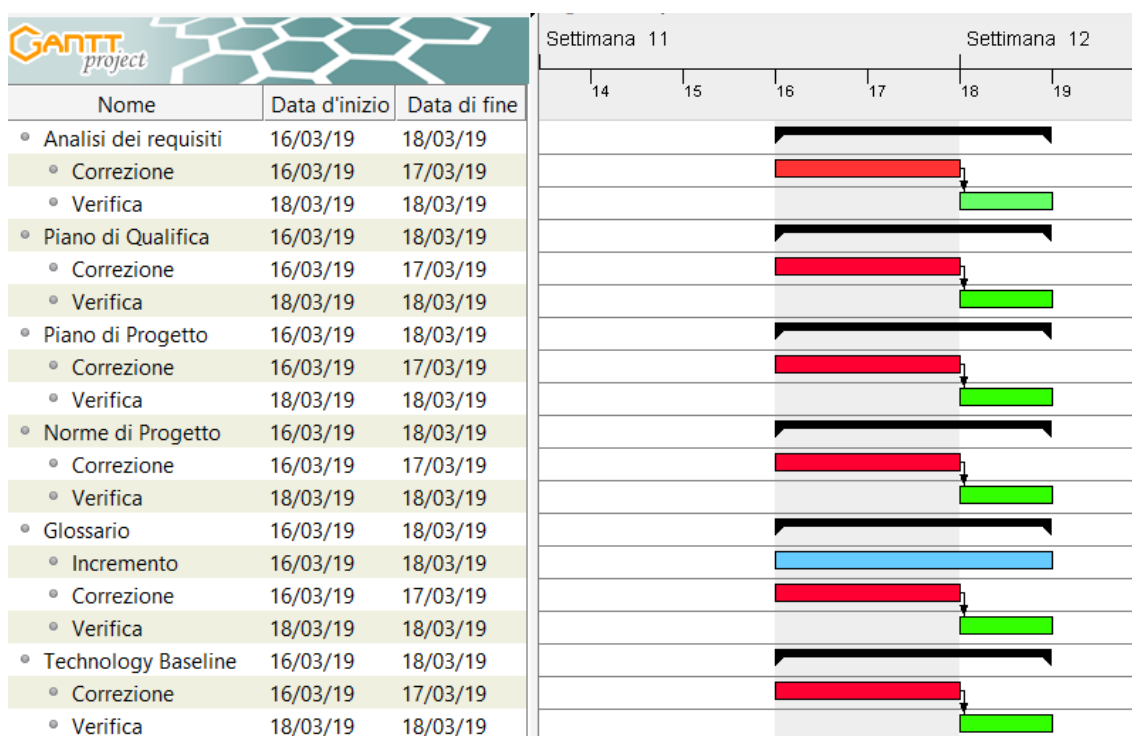 GANTT
project
Settimana 11 Settimana 12
14 15 16 17 18 19
Nome Data d'inizio Data di fine
Analisi dei requisiti 16/03/19 18/03/19
Correzione 16/03/19 17/03/19
Verifica 18/03/19 18/03/19
Piano di Qualifica 16/03/19 18/03/19
Correzione 16/03/19 17/03/19
Verifica 18/03/19 18/03/19
Piano di Progetto 16/03/19 18/03/19
Correzione 16/03/19 17/03/19
Verifica 18/03/19 18/03/19
Norme di Progetto 16/03/19 18/03/19
Correzione 16/03/19 17/03/19
Verifica 18/03/19 18/03/19
Glossario 16/03/19 18/03/19
Incremento 16/03/19 18/03/19
Correzione 16/03/19 17/03/19
Verifica 18/03/19 18/03/19
Technology Baseline 16/03/19 18/03/19
Correzione 16/03/19 17/03/19
Verifica 18/03/19 18/03/19